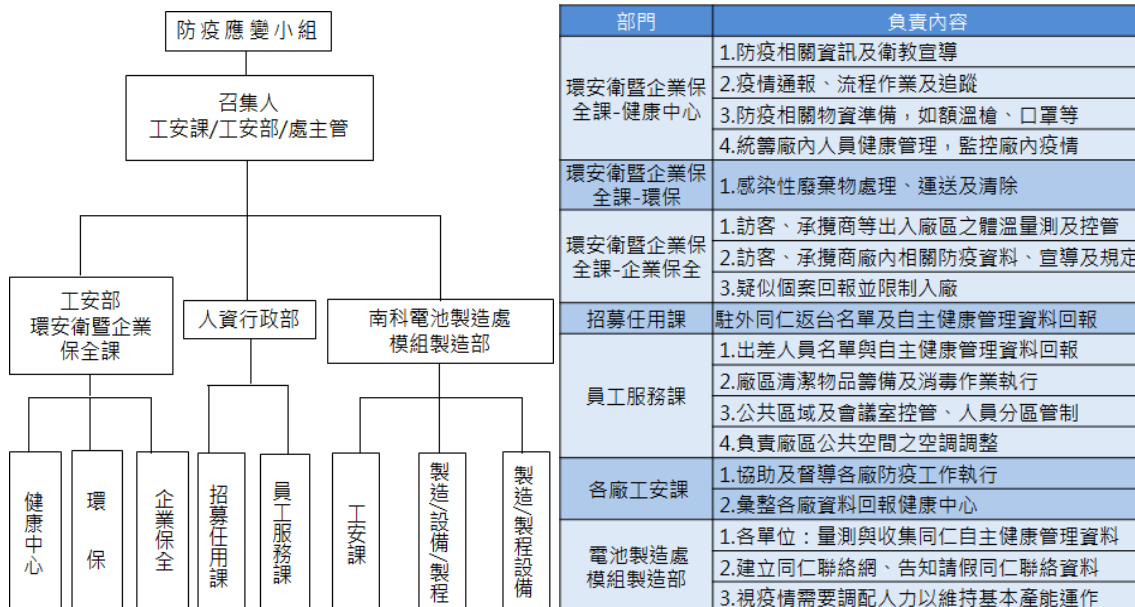 防疫應變小組
召集人
工安課/工安部/處主管
工安部
環安衛暨企業
保全課
人資行政部
南科電池製造處
模組製造部
健康中心
環保
企業保全
招募任用課
員工服務課
工安課
製造/設備/製程
製造/製程設備
部門
負責內容
環安衛暨企業保
全課-健康中心
1.防疫相關資訊及衛教宣導
2.疫情通報、流程作業及追蹤
3.防疫相關物資準備，如額溫槍、口罩等
4.統籌廠內人員健康管理，監控廠內疫情
環安衛暨企業保
全課-環保
1.感染性廢棄物處理、運送及清除
環安衛暨企業保
全課-企業保全
1.訪客、承攬商等出入廠區之體溫量測及控管
2.訪客、承攬商廠內相關防疫資料、宣導及規定
3.疑似個案回報並限制入廠
招募任用課
駐外同仁返台名單及自主健康管理資料回報
員工服務課
1.出差人員名單與自主健康管理資料回報
2.廠區清潔物品籌備及消毒作業執行
3.公共區域及會議室控管、人員分區管制
4.負責廠區公共空間之空調調整
各廠工安課
1.協助及督導各廠防疫工作執行
2.彙整各廠資料回報健康中心
電池製造處
模組製造部
1.各單位：量測與收集同仁自主健康管理資料
2.建立同仁聯絡網、告知請假同仁聯絡資料
3.視疫情需要調配人力以維持基本產能運作